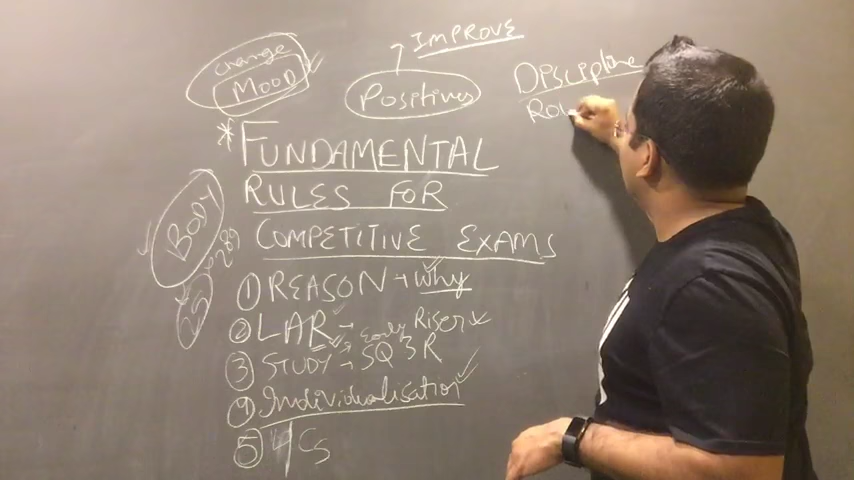 change
MOOD
IMPROVE
Positives
Discipline
Rou
* FUNDAMENTAL
RULES FOR
COMPETITIVE EXAMS
BODY
① REASON → Why
② LAR → Early Riser
③ STUDY → SQ3R
④ Individualisation
⑤ 4 Cs